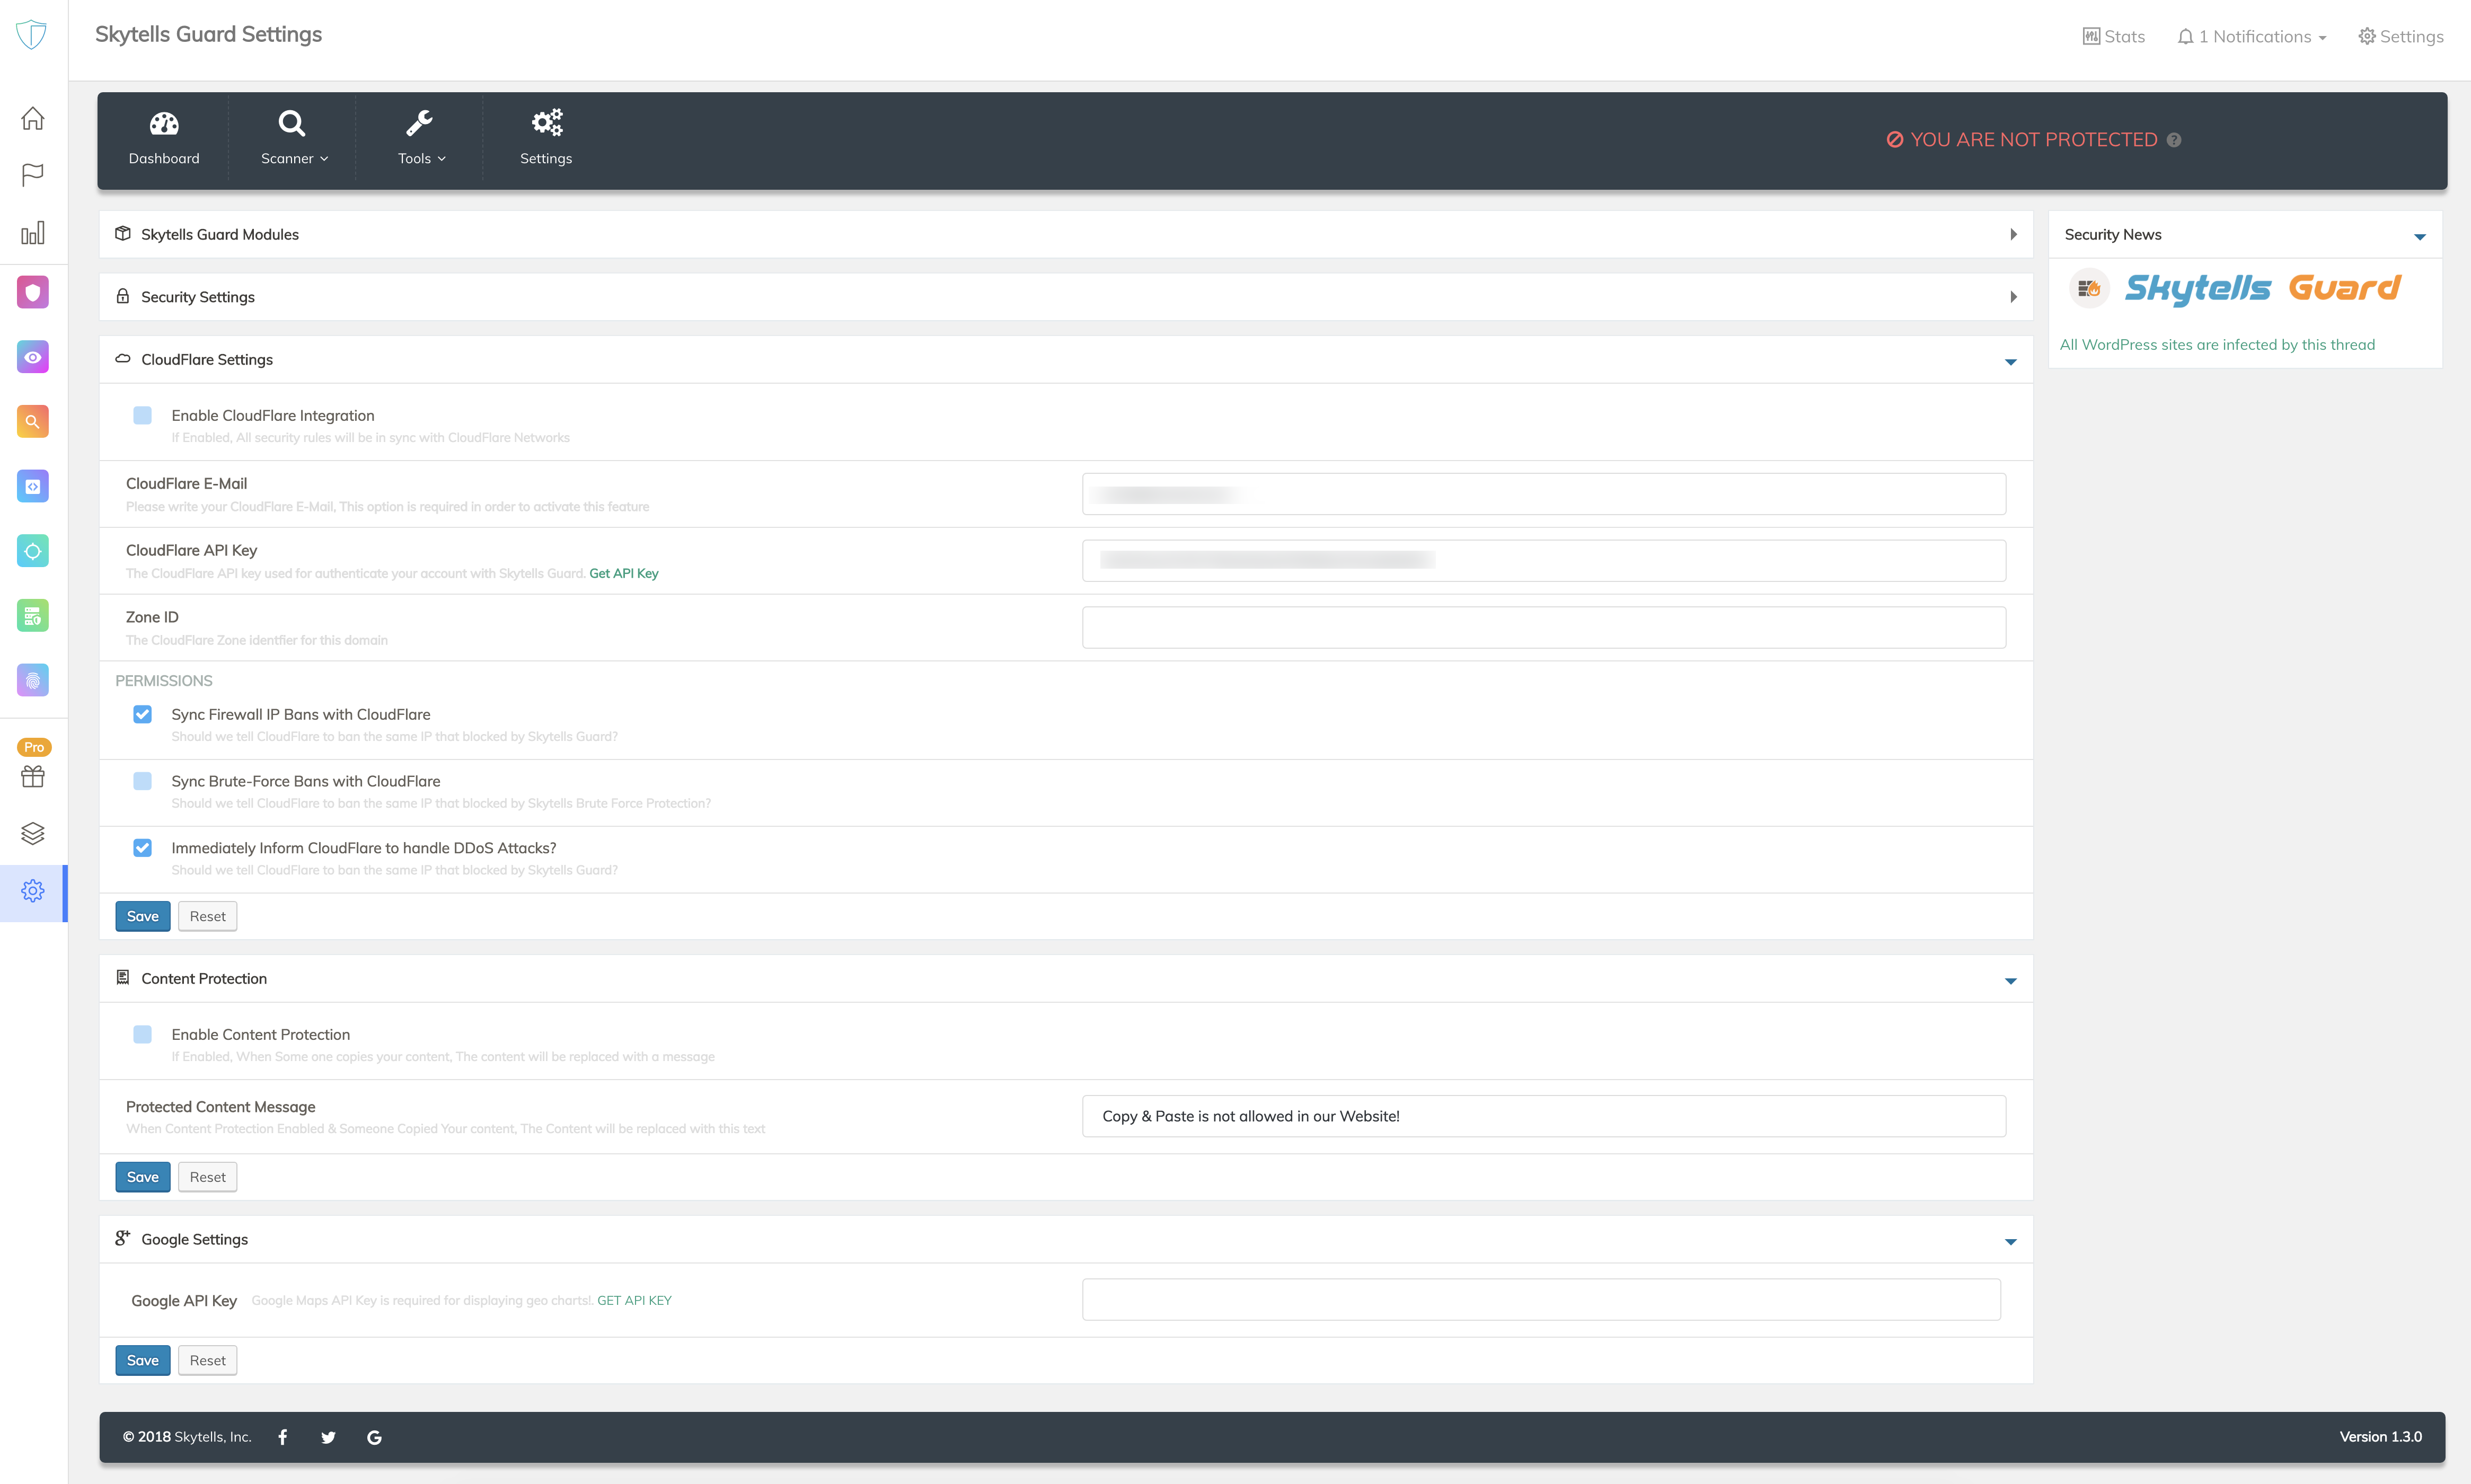 Skytells Guard Settings
Stats
1 Notifications
Settings
Dashboard
Scanner
Tools
Settings
YOU ARE NOT PROTECTED
Skytells Guard Modules
Security Settings
CloudFlare Settings
Enable CloudFlare Integration
If Enabled, All security rules will be in sync with CloudFlare Networks
CloudFlare E-Mail
Please write your CloudFlare E-Mail, This option is required in order to activate this feature
CloudFlare API Key
The CloudFlare API key used for authenticate your account with Skytells Guard. Get API Key
Zone ID
The CloudFlare Zone identfier for this domain
PERMISSIONS
Sync Firewall IP Bans with CloudFlare
Should we tell CloudFlare to ban the same IP that blocked by Skytells Guard?
Sync Brute-Force Bans with CloudFlare
Should we tell CloudFlare to ban the same IP that blocked by Skytells Brute Force Protection?
Immediately Inform CloudFlare to handle DDoS Attacks?
Should we tell CloudFlare to ban the same IP that blocked by Skytells Guard?
Save
Reset
Content Protection
Enable Content Protection
If Enabled, When Some one copies your content, The content will be replaced with a message
Protected Content Message
When Content Protection Enabled & Someone Copied Your content, The Content will be replaced with this text
Copy & Paste is not allowed in our Website!
Save
Reset
Google Settings
Google API Key Google Maps API Key is required for displaying geo charts!. GET API KEY
Save
Reset
Security News
Skytells Guard
All WordPress sites are infected by this thread
Pro
© 2018 Skytells, Inc.
Version 1.3.0